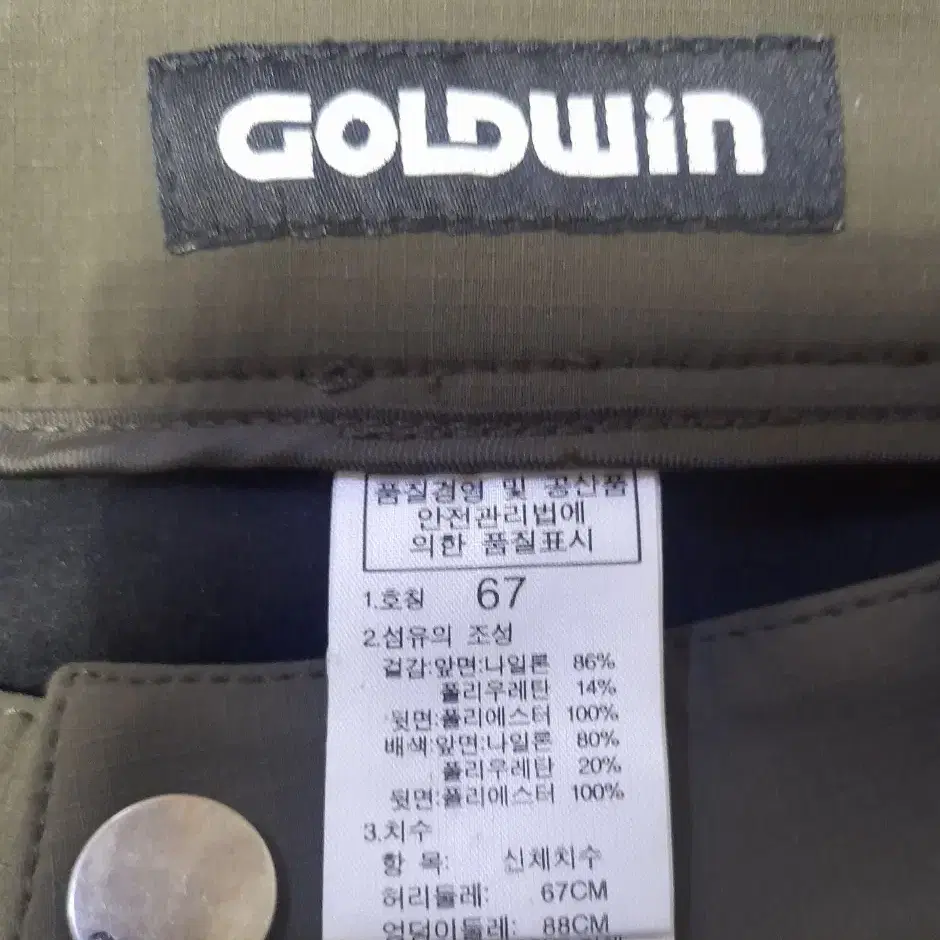 GOLDWIN
품질경영 및 공산품
안전관리법에
의한 품질표시
1.호칭 67
2.섬유의 조성
겉감:앞면:나일론 86%
폴리우레탄 14%
뒷면:폴리에스터 100%
배색:앞면:나일론 80%
폴리우레탄 20%
뒷면:폴리에스터 100%
3.치수
항 목: 신체치수
허리둘레: 67CM
엉덩이둘레: 88CM